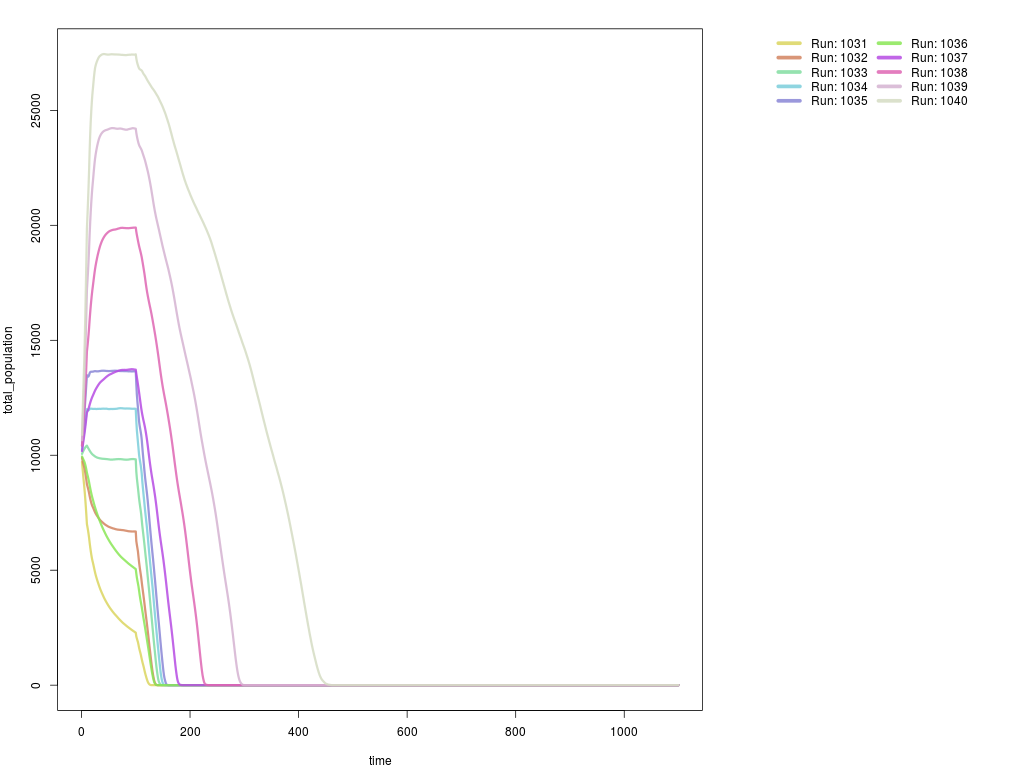 Run: 1031
Run: 1032
Run: 1033
Run: 1034
Run: 1035
Run: 1036
Run: 1037
Run: 1038
Run: 1039
Run: 1040
total_population
25000
20000
15000
10000
5000
0
0 200 400 600 800 1000
time